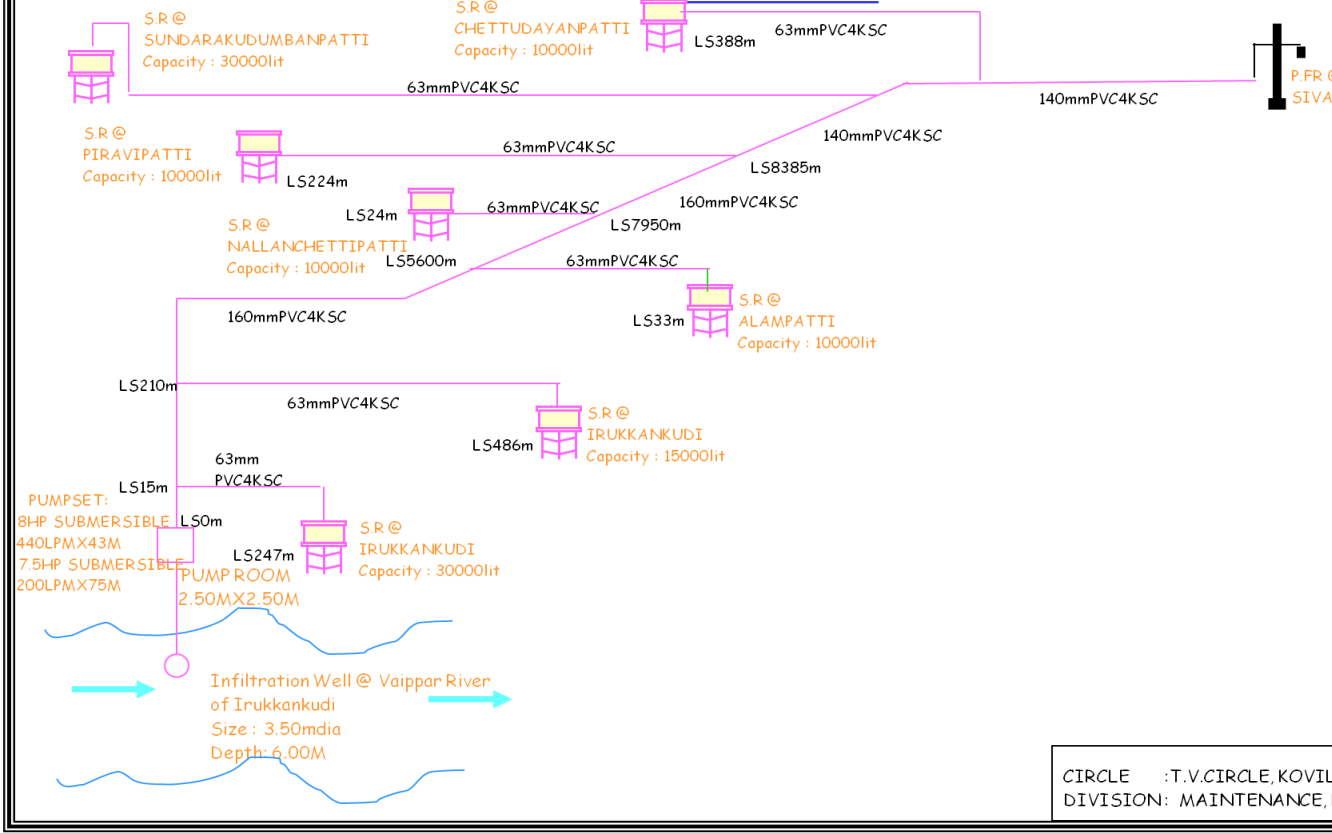 S.R @
SUNDARAKUDUMBANPATTI
Capacity : 30000lit
S.R @
CHETTUDAYANPATTI
Capacity : 10000lit
LS388m
63mmPVC4KSC
P.FR @
SIVA
63mmPVC4KSC
140mmPVC4KSC
140mmPVC4KSC
S.R @
PIRAVIPATTI
Capacity : 10000lit
LS224m
63mmPVC4KSC
LS8385m
160mmPVC4KSC
LS24m
63mmPVC4KSC
LS7950m
S.R @
NALLANCHETTIPATTI
Capacity : 10000lit
LS5600m
63mmPVC4KSC
160mmPVC4KSC
LS33m
S.R @
ALAMPATTI
Capacity : 10000lit
LS210m
63mmPVC4KSC
LS486m
S.R @
IRUKKANKUDI
Capacity : 15000lit
63mm
PVC4KSC
LS15m
PUMPSET:
8HP SUBMERSIBLE
440LPMX43M
7.5HP SUBMERSIBLE
200LPMX75M
LS0m
LS247m
S.R @
IRUKKANKUDI
Capacity : 30000lit
PUMP ROOM
2.50MX2.50M
Infiltration Well @ Vaippar River
of Irukkankudi
Size : 3.50mdia
Depth: 6.00M
CIRCLE :T.V.CIRCLE, KOVIL
DIVISION: MAINTENANCE,